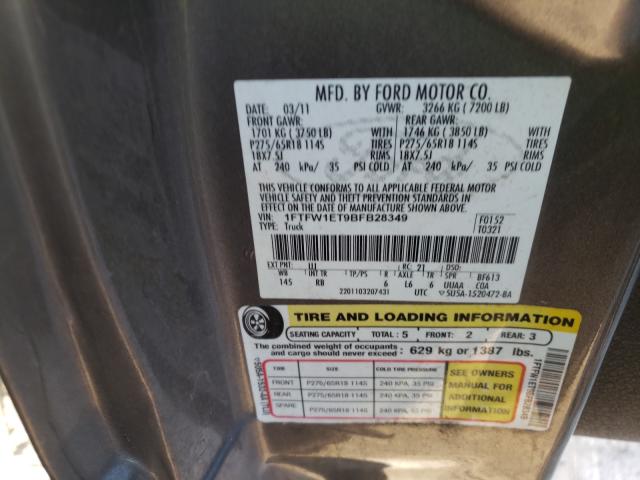 MFD. BY FORD MOTOR CO.
DATE: 03/11 GVWR: 3266 KG ( 7200 LB)
FRONT GAWR: REAR GAWR:
1701 KG ( 3750 LB) WITH 1746 KG ( 3850 LB) WITH
P275/65R18 114S TIRES P275/65R18 114S TIRES
18X7.5J RIMS 18X7.5J RIMS
AT 240 kPa/ 35 PSI COLD AT 240 kPa/ 35 PSI COLD
THIS VEHICLE CONFORMS TO ALL APPLICABLE FEDERAL MOTOR
VEHICLE SAFETY AND THEFT PREVENTION STANDARDS IN
EFFECT ON THE DATE OF MANUFACTURE SHOWN ABOVE.
VIN: 1FTFW1ET9BFB28349 F0152
TYPE: Truck T0321
EXT PNT: UJ RC: 21 DSO:
WB INT TR TP/PS R AXLE TR SPR BF613
145 RB 6 L6 6 UUAA COA
2201103207431 UTC 5U5A-1520472-BA
TIRE AND LOADING INFORMATION
SEATING CAPACITY TOTAL : 5 FRONT: 2 REAR: 3
The combined weight of occupants
and cargo should never exceed: 629 kg or 1387 lbs.
TIRE SIZE COLD TIRE PRESSURE
FRONT P275/65R18 114S 240 KPA, 35 PSI
REAR P275/65R18 114S 240 KPA, 35 PSI
SPARE P275/65R18 114S 240 KPA, 35 PSI
SEE OWNERS
MANUAL FOR
ADDITIONAL
INFORMATION
1FTFW1ET9BFB28349